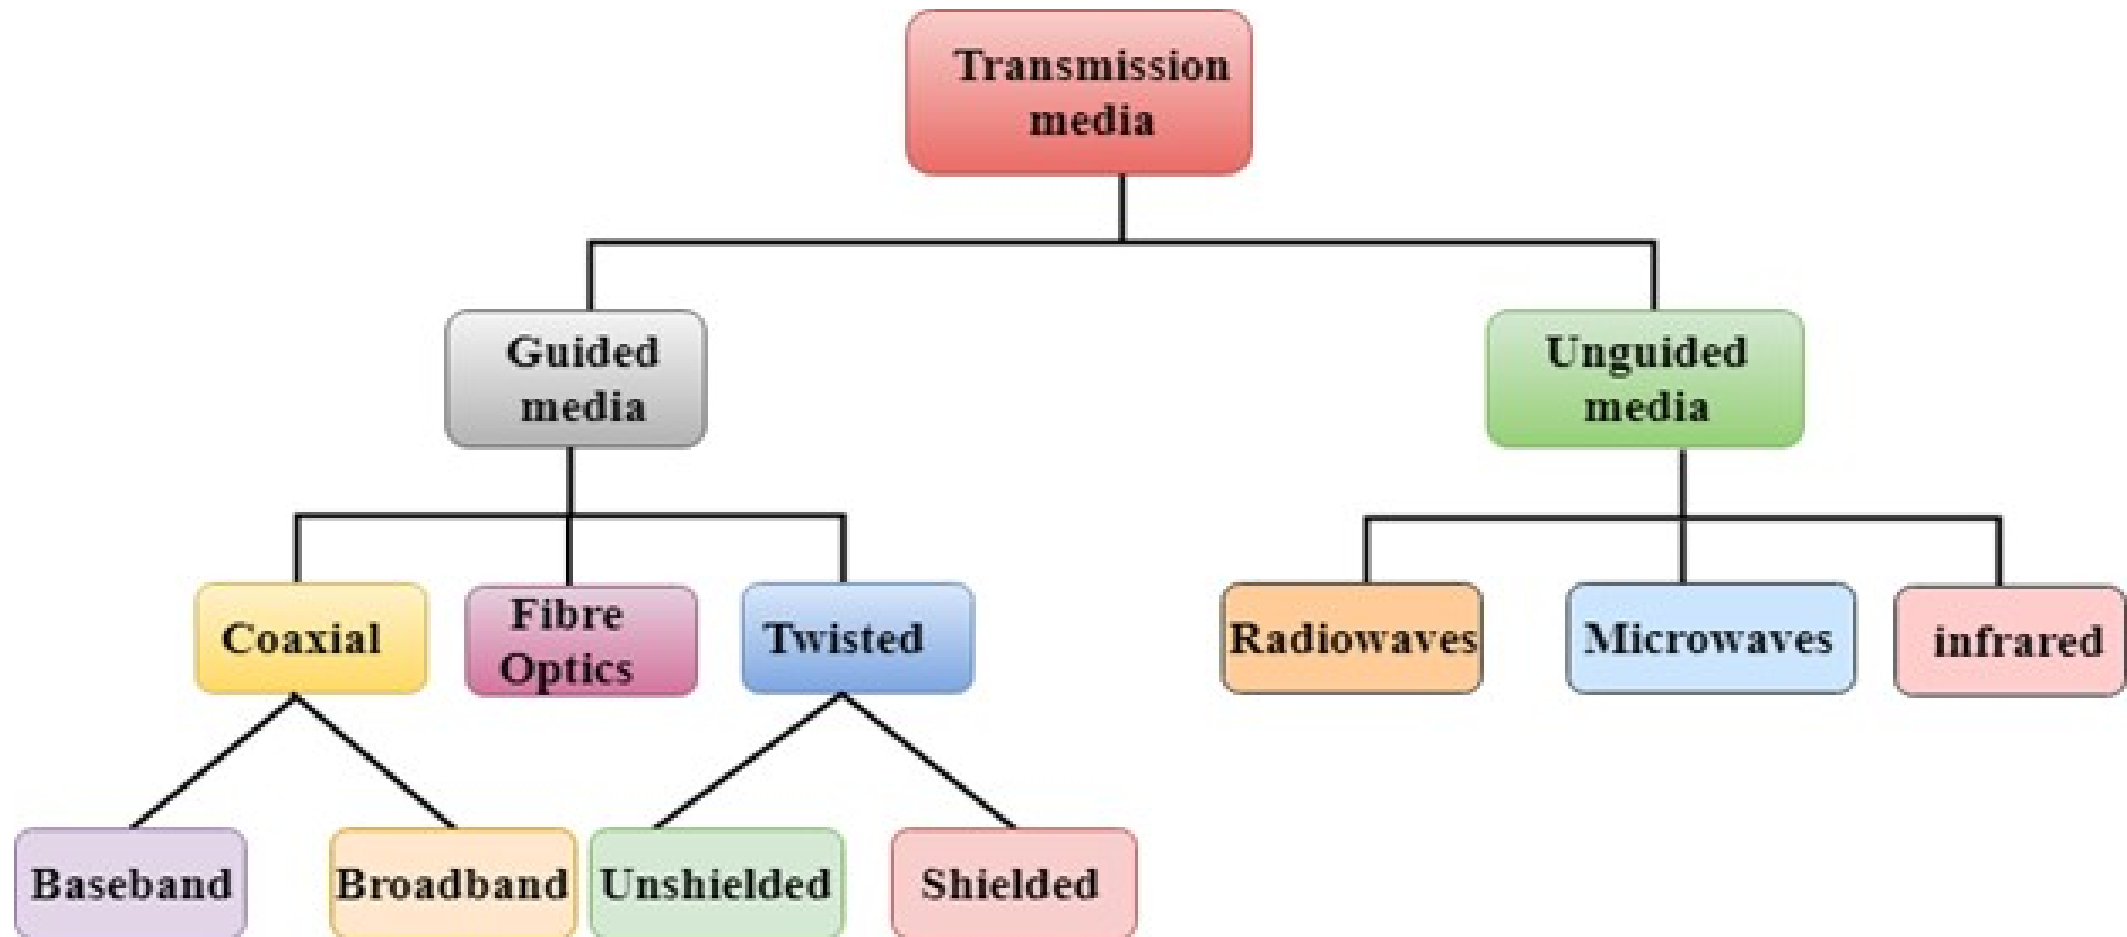 Transmission
media
Guided
media
Unguided
media
Coaxial
Fibre
Optics
Twisted
Radiowaves
Microwaves
infrared
Baseband
Broadband
Unshielded
Shielded